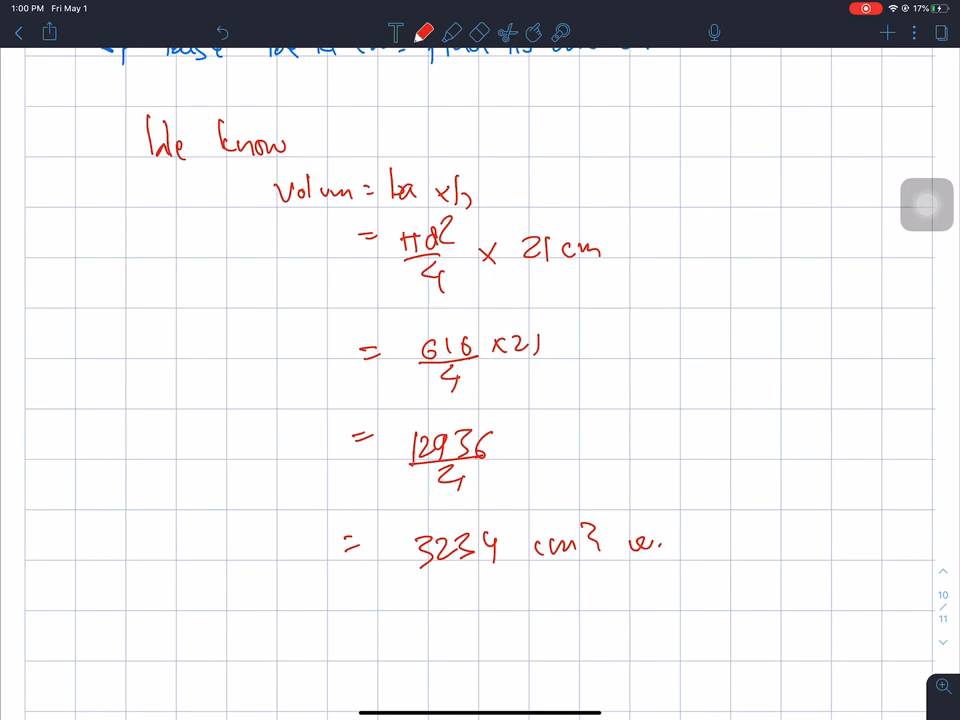 1:00 PM Fri May 1
17%
T
We know
Volum = ba x h
= πd² / 4 x 21 cm
= 616 / 4 x 21
= 12936 / 4
= 3234 cm³
10
/
11